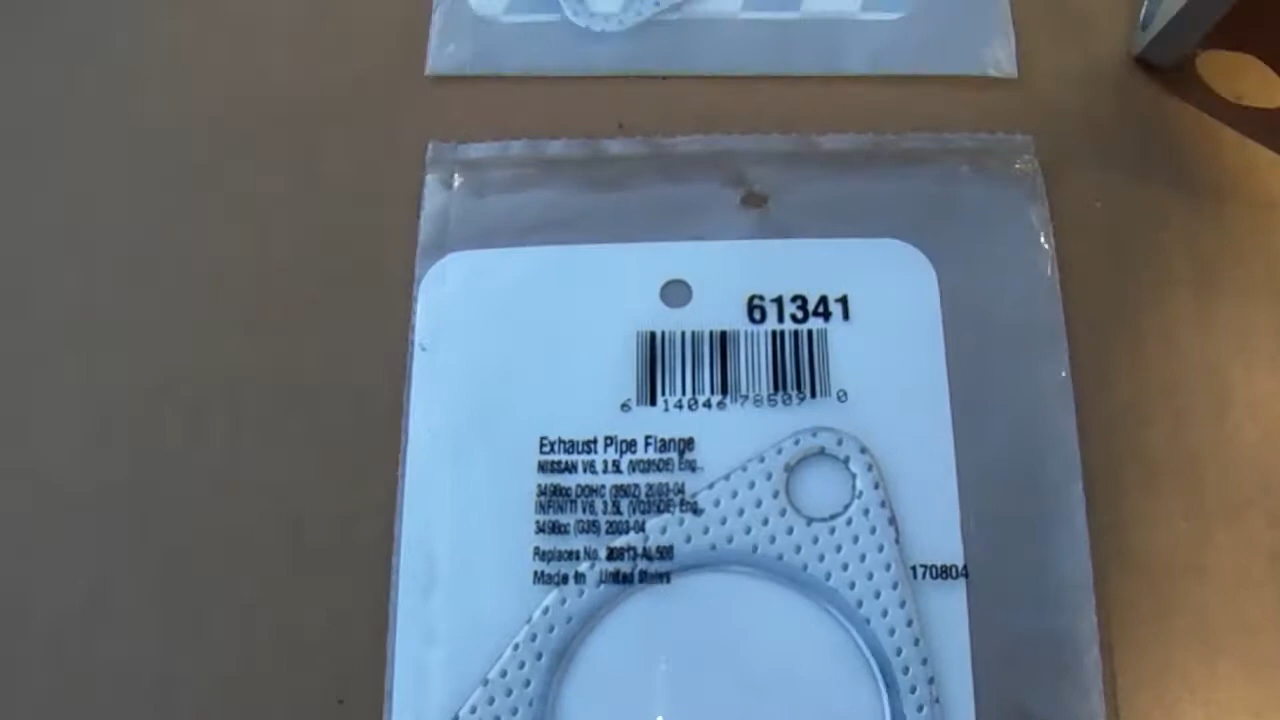 61341
6 14046 78509 0
Exhaust Pipe Flange
NISSAN V6, 3.5L (VQ35DE) Eng.,
3498cc DOHC (350Z) 2003-04
INFINITI V6, 3.5L (VQ35DE) Eng.,
3498cc (G35) 2003-04
Replaces No. 20813-AL500
Made In United States
170804